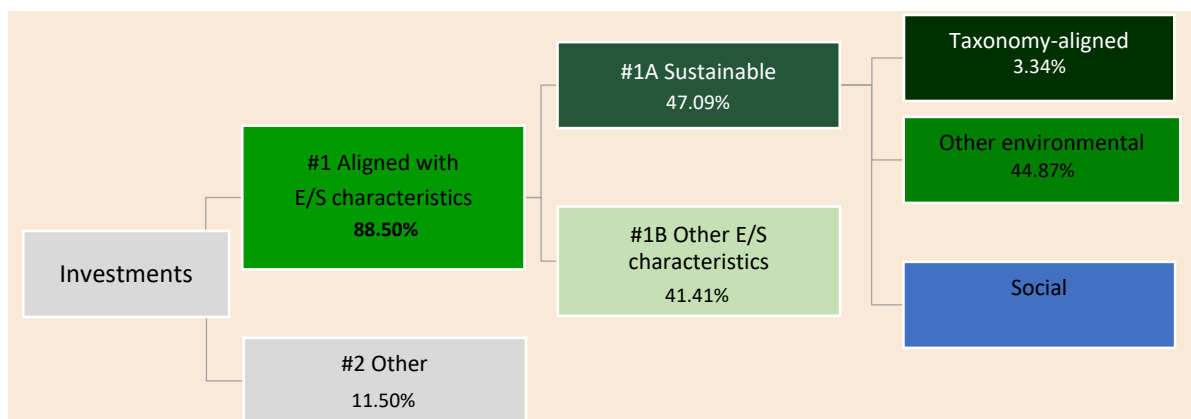 Investments
#1 Aligned with
E/S characteristics
88.50%
#2 Other
11.50%
#1A Sustainable
47.09%
#1B Other E/S
characteristics
41.41%
Taxonomy-aligned
3.34%
Other environmental
44.87%
Social